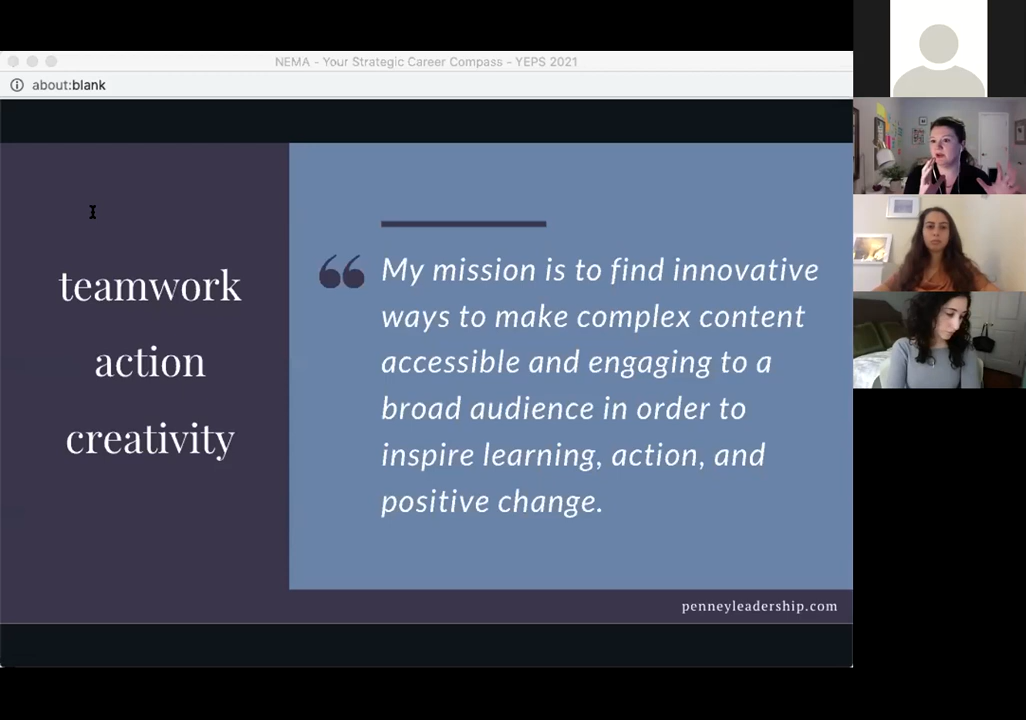 NEMA - Your Strategic Career Compass - YEPS 2021
about:blank
teamwork
action
creativity
“
My mission is to find innovative
ways to make complex content
accessible and engaging to a
broad audience in order to
inspire learning, action, and
positive change.
penneyleadership.com